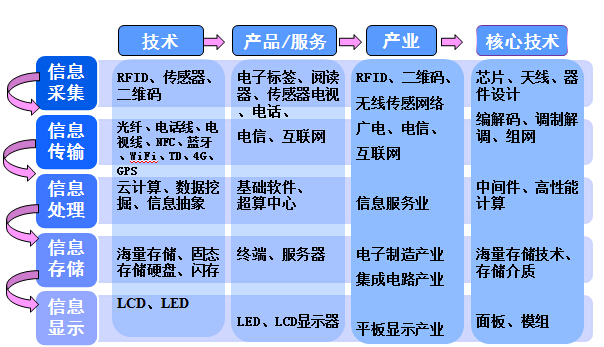 技术
产品/服务
产业
核心技术
信息
采集
RFID、传感器、
二维码
电子标签、阅读
器、传感器电视
、电话、
RFID、二维码、
无线传感网络
芯片、天线、器
件设计
信息
传输
光纤、电话线、电
视线、NFC、蓝牙
、WiFi、TD、4G、
GPS
电信、互联网
广电、电信、
互联网
编解码、调制解
调、组网
信息
处理
云计算、数据挖
掘、信息抽象
基础软件、
超算中心
信息服务业
中间件、高性能
计算
信息
存储
海量存储、固态
存储硬盘、闪存
终端、服务器
电子制造产业
集成电路产业
海量存储技术、
存储介质
信息
显示
LCD、LED
LED、LCD显示器
平板显示产业
面板、模组